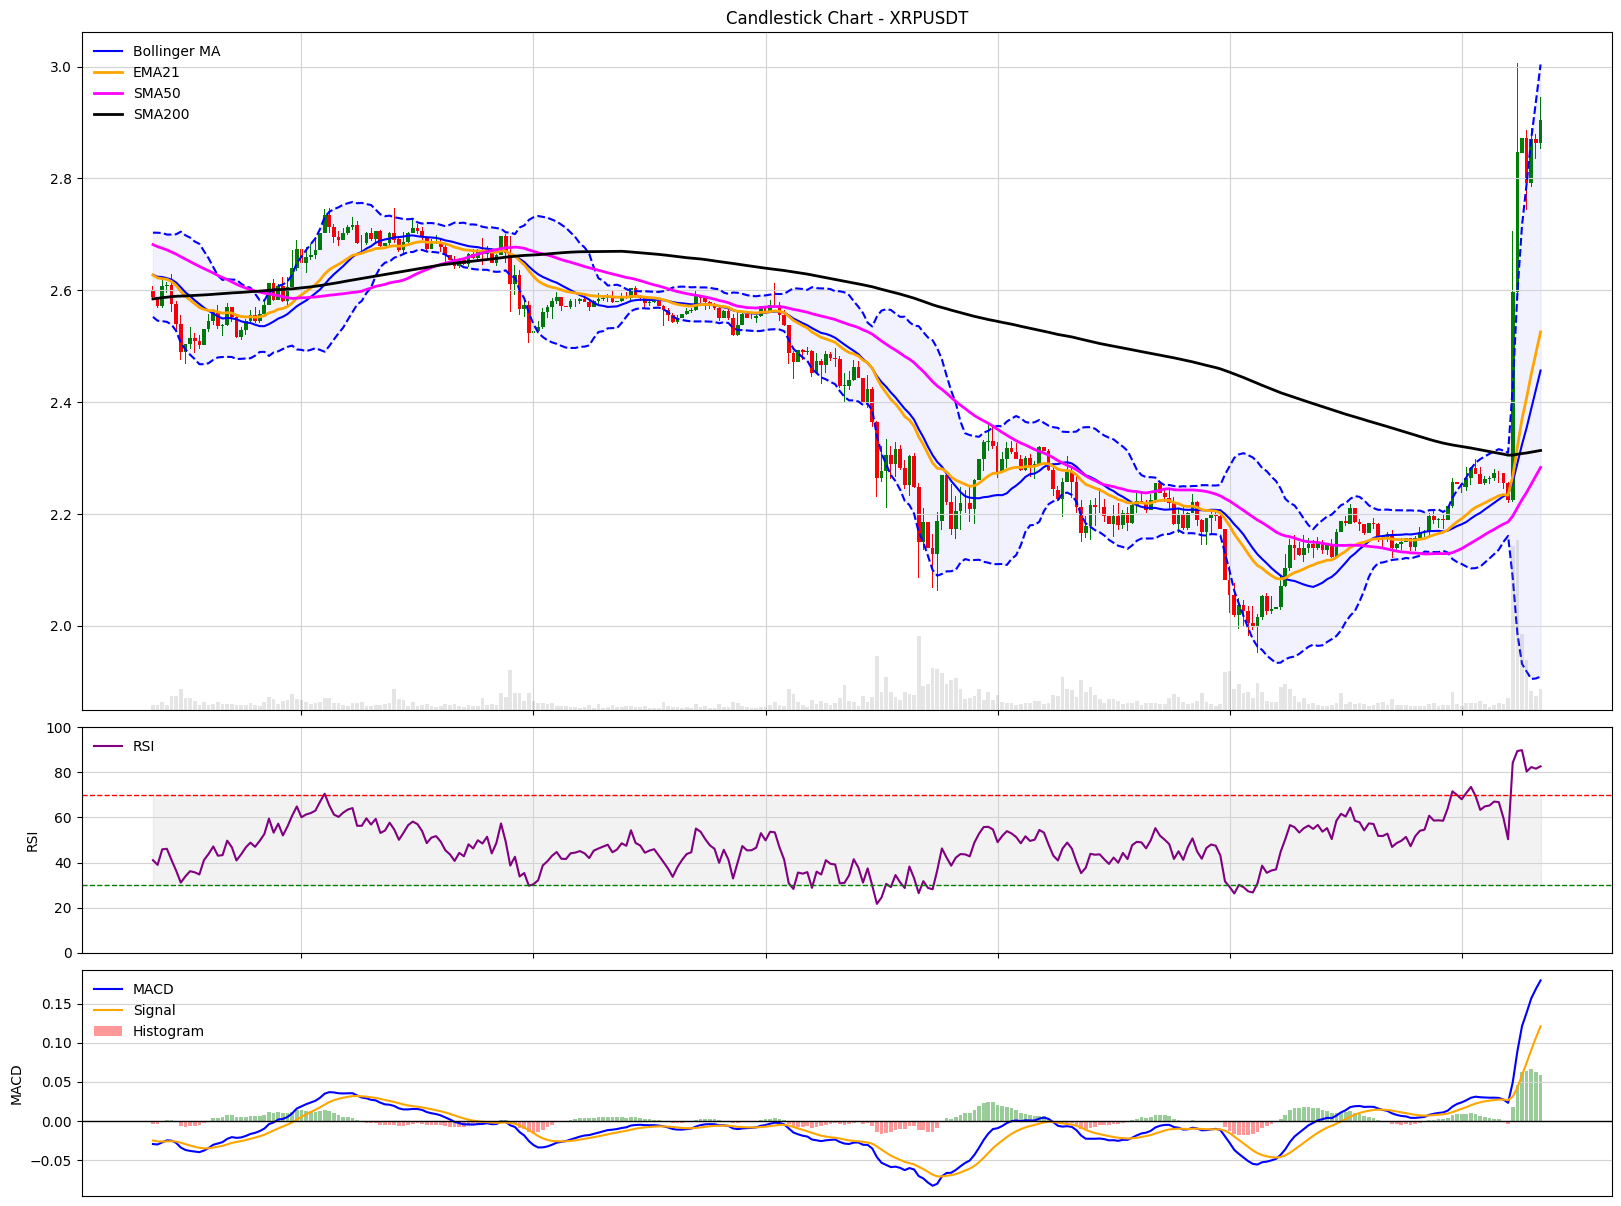 Candlestick Chart - XRPUSDT
Bollinger MA
EMA21
SMA50
SMA200
3.0
2.8
2.6
2.4
2.2
2.0
RSI
100
80
60
40
20
0
RSI
MACD
Signal
Histogram
0.15
0.10
0.05
0.00
−0.05
MACD